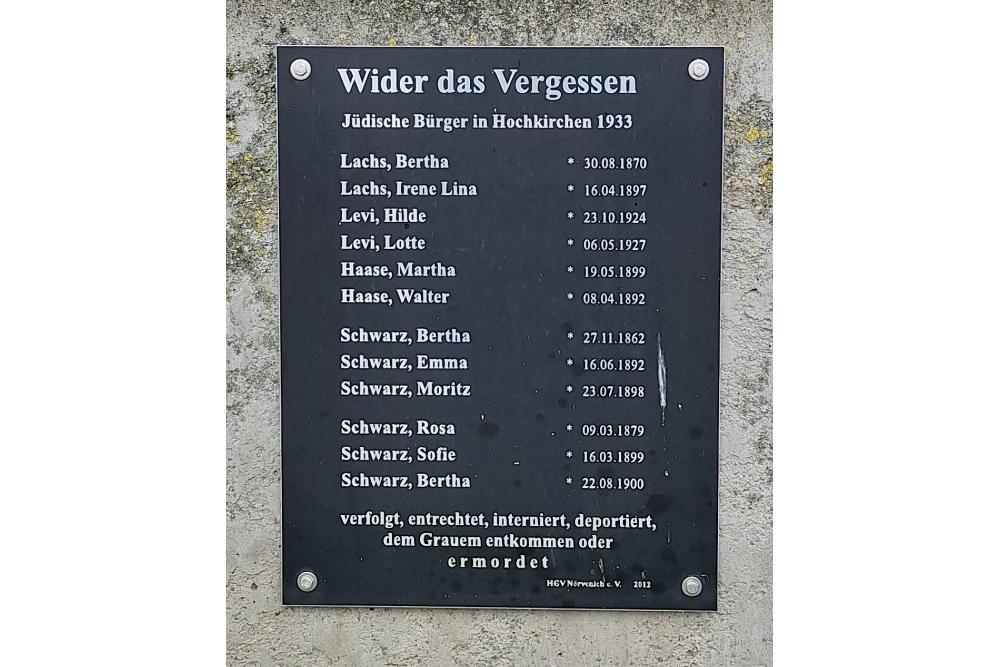 Wider das Vergessen
Jüdische Bürger in Hochkirchen 1933
Lachs, Bertha * 30.08.1870
Lachs, Irene Lina * 16.04.1897
Levi, Hilde * 23.10.1924
Levi, Lotte * 06.05.1927
Haase, Martha * 19.05.1899
Haase, Walter * 08.04.1892
Schwarz, Bertha * 27.11.1862
Schwarz, Emma * 16.06.1892
Schwarz, Moritz * 23.07.1898
Schwarz, Rosa * 09.03.1879
Schwarz, Sofie * 16.03.1899
Schwarz, Bertha * 22.08.1900
verfolgt, entrechtet, interniert, deportiert,
dem Grauem entkommen oder
ermordet
HGV Nörvenich e. V. 2012